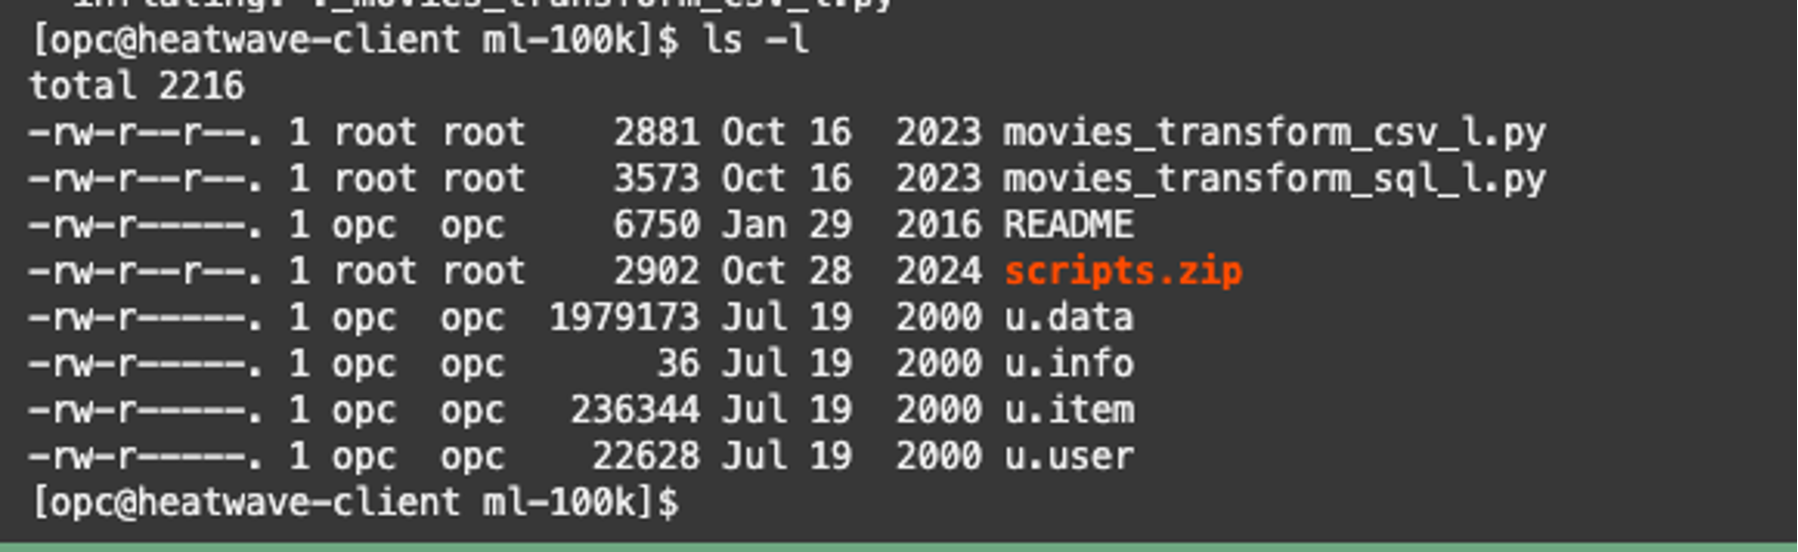 inflating: ._movies_transform_csv_l.py
[opc@heatwave-client ml-100k]$ ls -l
total 2216
-rw-r--r--. 1 root root    2881 Oct 16  2023 movies_transform_csv_l.py
-rw-r--r--. 1 root root    3573 Oct 16  2023 movies_transform_sql_l.py
-rw-r-----. 1 opc  opc     6750 Jan 29  2016 README
-rw-r--r--. 1 root root    2902 Oct 28  2024 scripts.zip
-rw-r-----. 1 opc  opc  1979173 Jul 19  2000 u.data
-rw-r-----. 1 opc  opc       36 Jul 19  2000 u.info
-rw-r-----. 1 opc  opc   236344 Jul 19  2000 u.item
-rw-r-----. 1 opc  opc    22628 Jul 19  2000 u.user
[opc@heatwave-client ml-100k]$